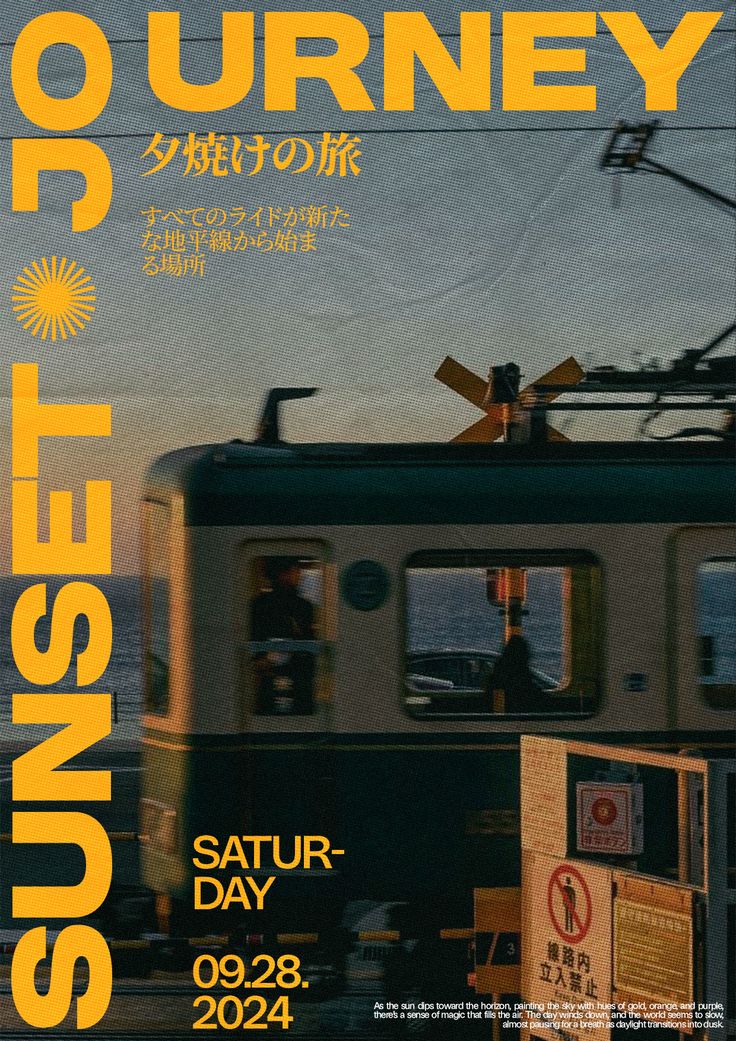 SUNSET JOURNEY
夕焼けの旅
すべてのライドが新た
な地平線から始ま
る場所
SATUR-
DAY
09.28.
2024
3
線路内
立入禁止
As the sun dips toward the horizon, painting the sky with hues of gold, orange, and purple,
there's a sense of magic that fills the air. The day winds down, and the world seems to slow,
almost pausing for a breath as daylight transitions into dusk.